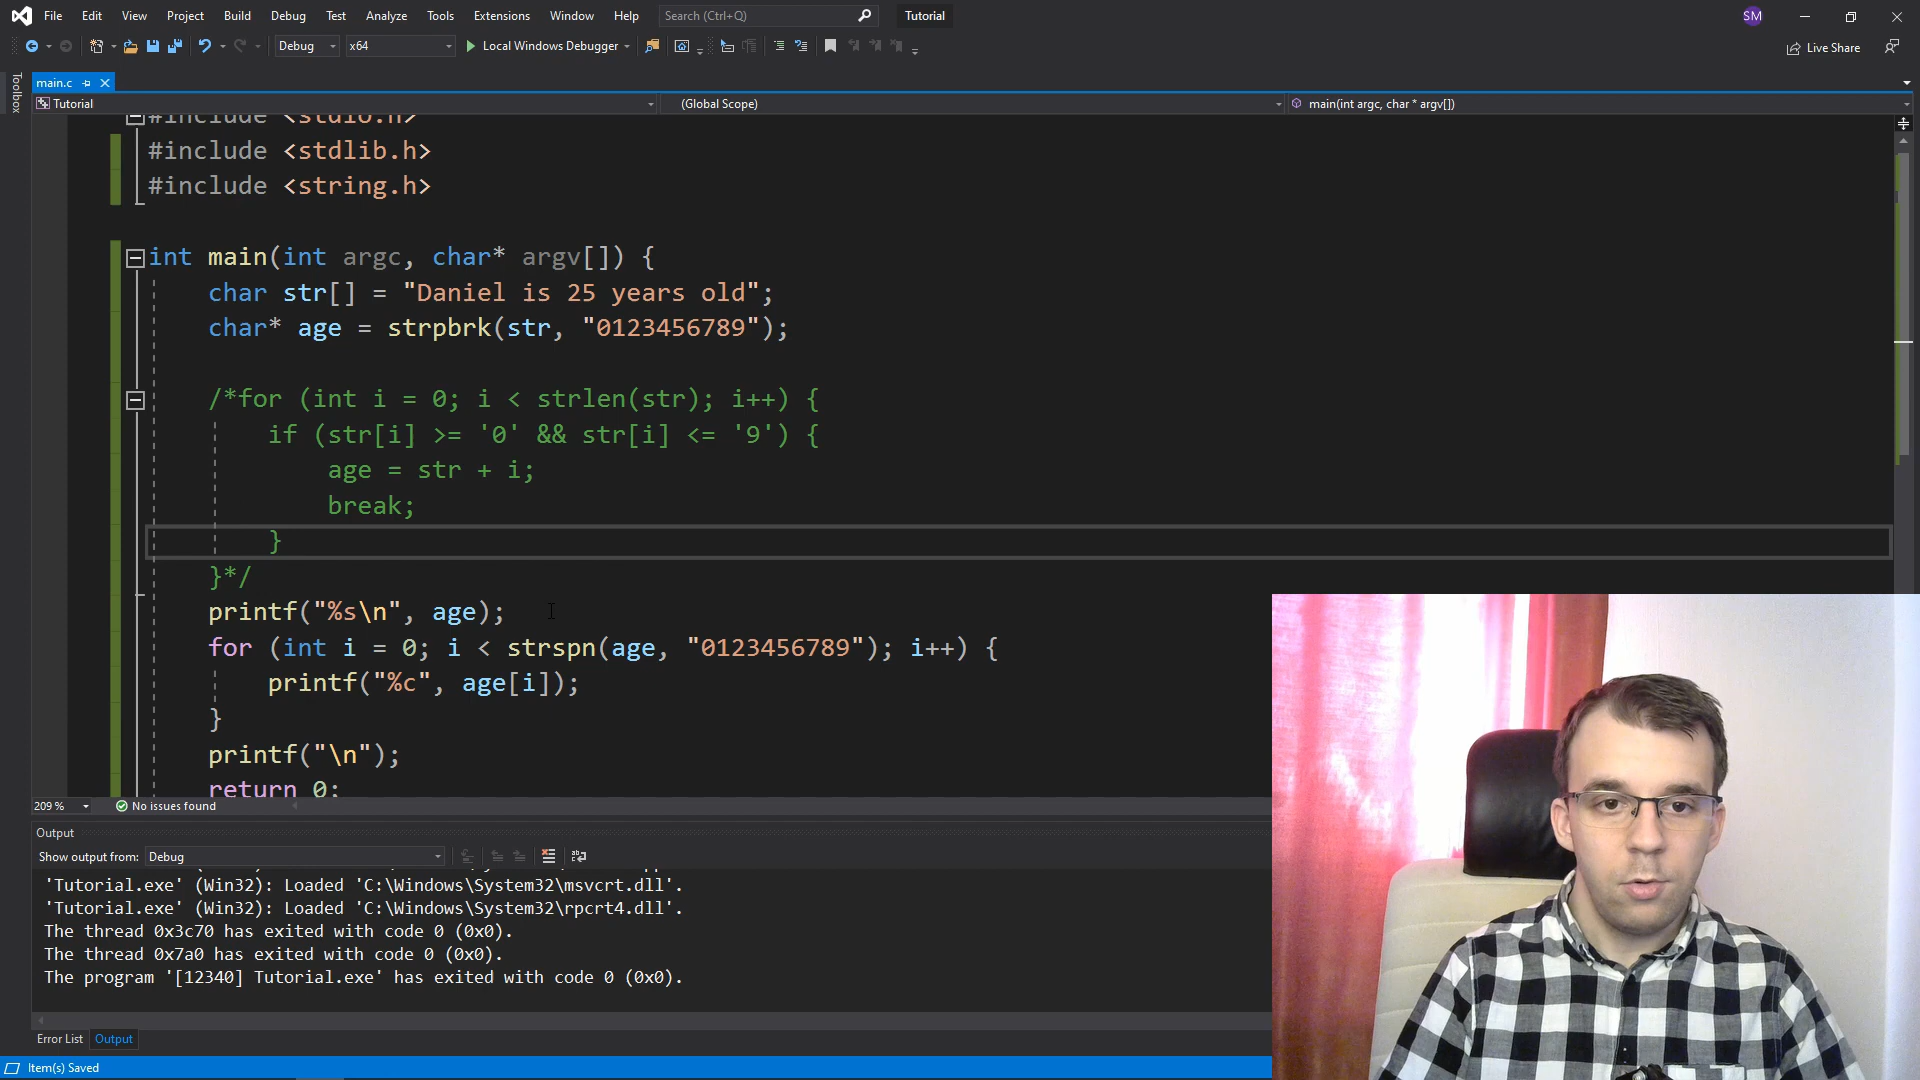 File Edit View Project Build Debug Test Analyze Tools Extensions Window Help Search (Ctrl+Q) Tutorial SM
Debug x64 Local Windows Debugger Live Share
Toolbox
main.c
Tutorial (Global Scope) main(int argc, char * argv[])
#include <stdio.h>
#include <stdlib.h>
#include <string.h>
int main(int argc, char* argv[]) {
char str[] = "Daniel is 25 years old";
char* age = strpbrk(str, "0123456789");
/*for (int i = 0; i < strlen(str); i++) {
if (str[i] >= '0' && str[i] <= '9') {
age = str + i;
break;
}
}*/
printf("%s\n", age);
for (int i = 0; i < strspn(age, "0123456789"); i++) {
printf("%c", age[i]);
}
printf("\n");
return 0;
209 % No issues found
Output
Show output from: Debug
'Tutorial.exe' (Win32): Loaded 'C:\Windows\System32\msvcrt.dll'.
'Tutorial.exe' (Win32): Loaded 'C:\Windows\System32\rpcrt4.dll'.
The thread 0x3c70 has exited with code 0 (0x0).
The thread 0x7a0 has exited with code 0 (0x0).
The program '[12340] Tutorial.exe' has exited with code 0 (0x0).
Error List Output
Item(s) Saved